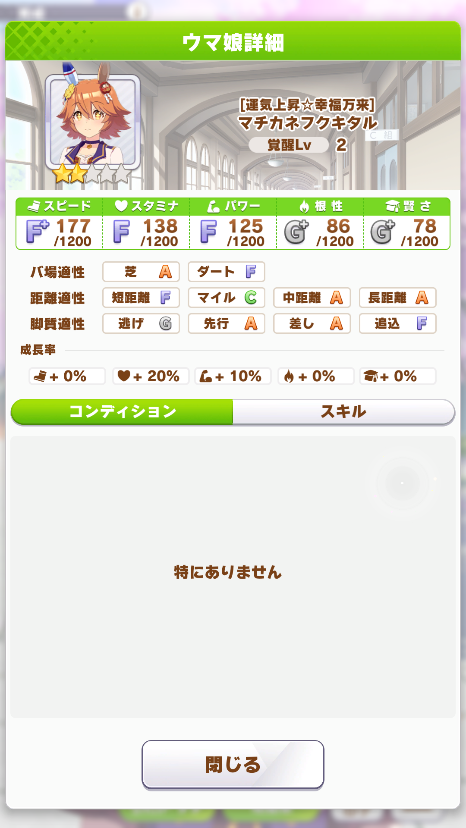 ウマ娘詳細
[運気上昇☆幸福万来]
マチカネフクキタル
覚醒Lv 2
スピード スタミナ パワー 根性 賢さ
F+ 177 F 138 F 125 G+ 86 G+ 78
/1200 /1200 /1200 /1200 /1200
バ場適性 芝 A ダート F
距離適性 短距離 F マイル C 中距離 A 長距離 A
脚質適性 逃げ G 先行 A 差し A 追込 F
成長率
+ 0% + 20% + 10% + 0% + 0%
コンディション スキル
特にありません
閉じる